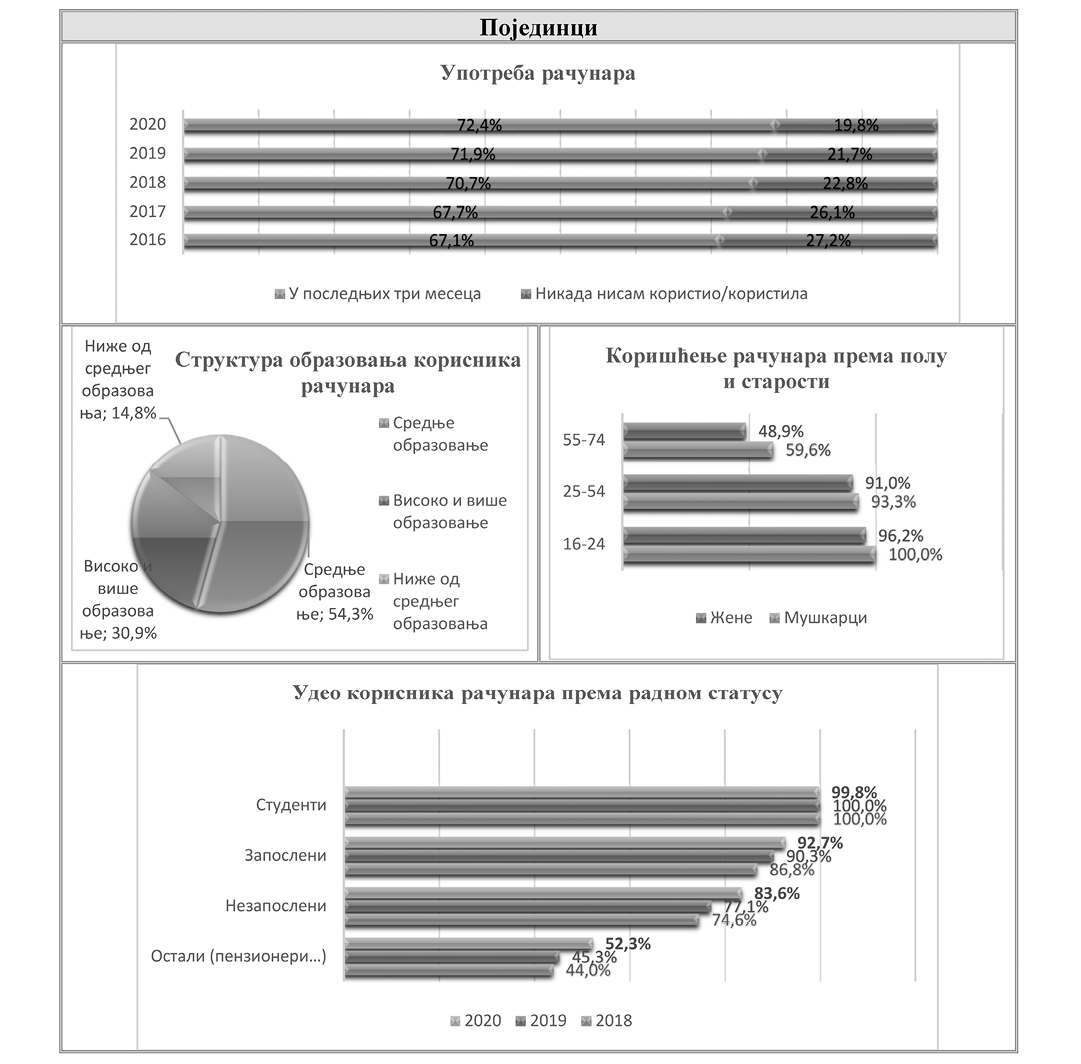 Појединци
Употреба рачунара
2020 72,4% 19,8%
2019 71,9% 21,7%
2018 70,7% 22,8%
2017 67,7% 26,1%
2016 67,1% 27,2%
У последњих три месеца Никада нисам користио/користила
Структура образовања корисника
рачунара
Ниже од
средњег
образова
ња; 14,8%
Високо и
више
образова
ње; 30,9%
Средње
образова
ње; 54,3%
Средње
образовање
Високо и више
образовање
Ниже од
средњег
образовања
Коришћење рачунара према полу
и старости
55-74
48,9%
59,6%
25-54
91,0%
93,3%
16-24
96,2%
100,0%
Жене Мушкарци
Удео корисника рачунара према радном статусу
Студенти
99,8%
100,0%
100,0%
Запослени
92,7%
90,3%
86,8%
Незапослени
83,6%
77,1%
74,6%
Остали (пензионери...)
52,3%
45,3%
44,0%
2020 2019 2018